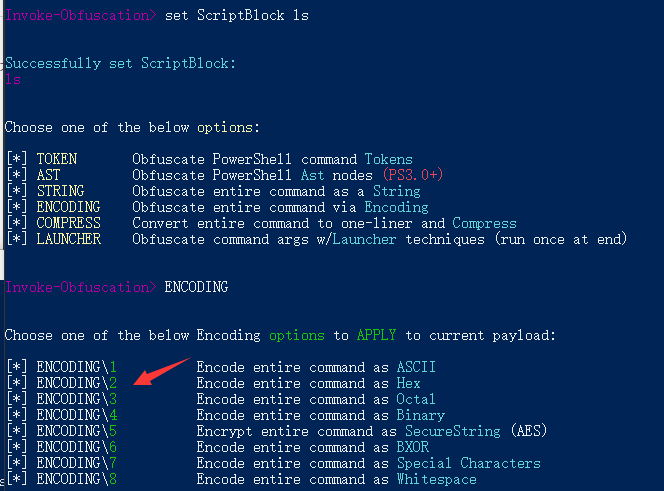 Invoke-Obfuscation> set ScriptBlock ls
Successfully set ScriptBlock:
ls
Choose one of the below options:
[*] TOKEN Obfuscate PowerShell command Tokens
[*] AST Obfuscate PowerShell Ast nodes (PS3.0+)
[*] STRING Obfuscate entire command as a String
[*] ENCODING Obfuscate entire command via Encoding
[*] COMPRESS Convert entire command to one-liner and Compress
[*] LAUNCHER Obfuscate command args w/Launcher techniques (run once at end)
Invoke-Obfuscation> ENCODING
Choose one of the below Encoding options to APPLY to current payload:
[*] ENCODING\1 Encode entire command as ASCII
[*] ENCODING\2 Encode entire command as Hex
[*] ENCODING\3 Encode entire command as Octal
[*] ENCODING\4 Encode entire command as Binary
[*] ENCODING\5 Encrypt entire command as SecureString (AES)
[*] ENCODING\6 Encode entire command as BXOR
[*] ENCODING\7 Encode entire command as Special Characters
[*] ENCODING\8 Encode entire command as Whitespace